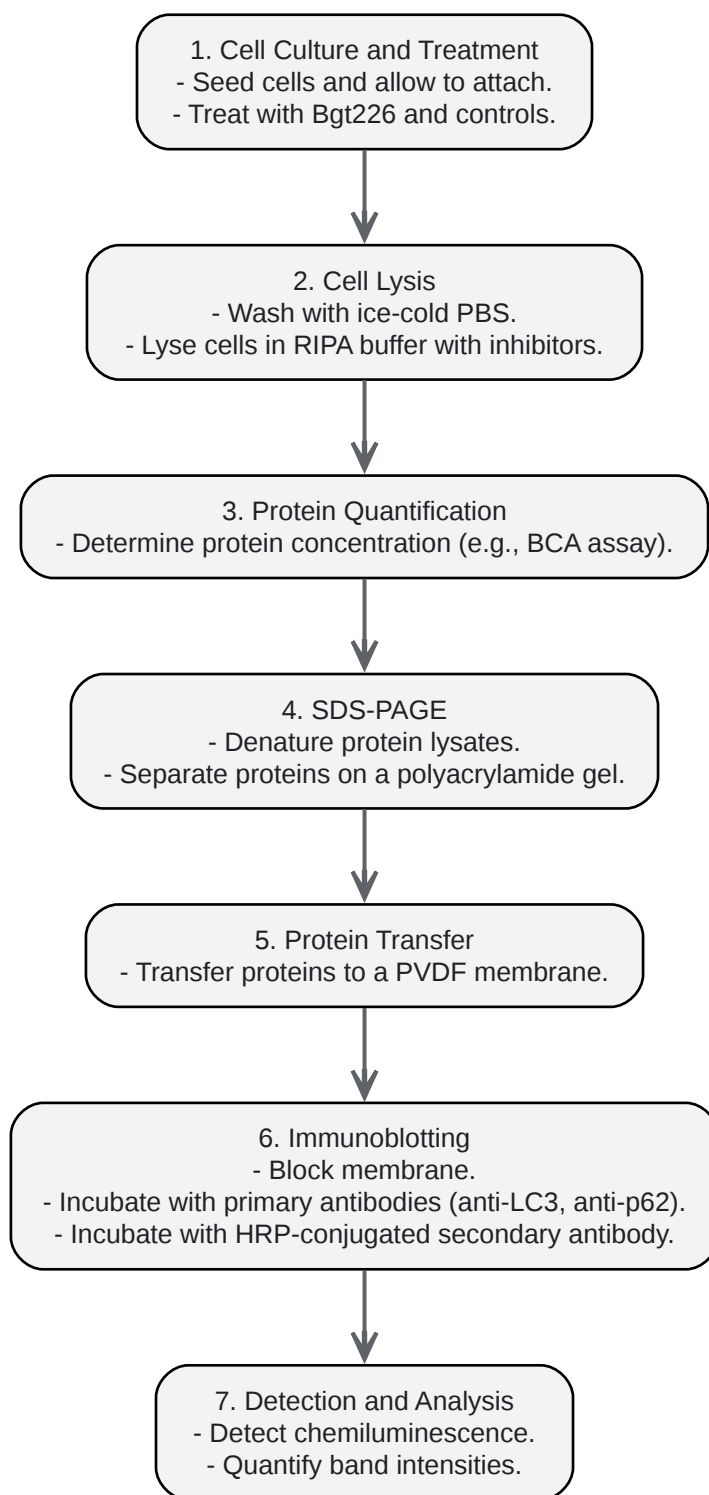 1. Cell Culture and Treatment
- Seed cells and allow to attach.
- Treat with Bgt226 and controls.
2. Cell Lysis
- Wash with ice-cold PBS.
- Lyse cells in RIPA buffer with inhibitors.
3. Protein Quantification
- Determine protein concentration (e.g., BCA assay).
4. SDS-PAGE
- Denature protein lysates.
- Separate proteins on a polyacrylamide gel.
5. Protein Transfer
- Transfer proteins to a PVDF membrane.
6. Immunoblotting
- Block membrane.
- Incubate with primary antibodies (anti-LC3, anti-p62).
- Incubate with HRP-conjugated secondary antibody.
7. Detection and Analysis
- Detect chemiluminescence.
- Quantify band intensities.